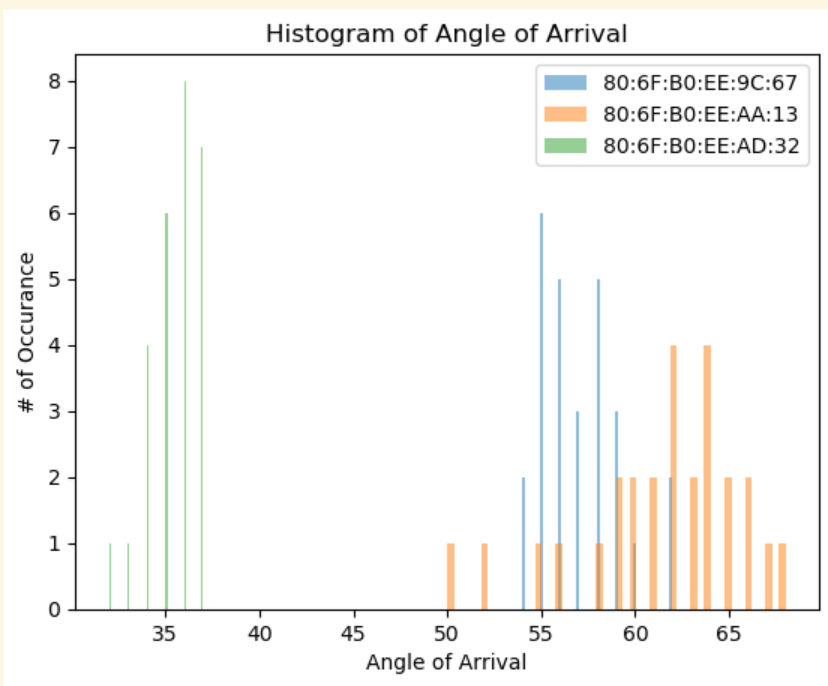 Histogram of Angle of Arrival
80:6F:B0:EE:9C:67
80:6F:B0:EE:AA:13
80:6F:B0:EE:AD:32
8
7
6
5
4
3
2
1
0
# of Occurance
35 40 45 50 55 60 65
Angle of Arrival